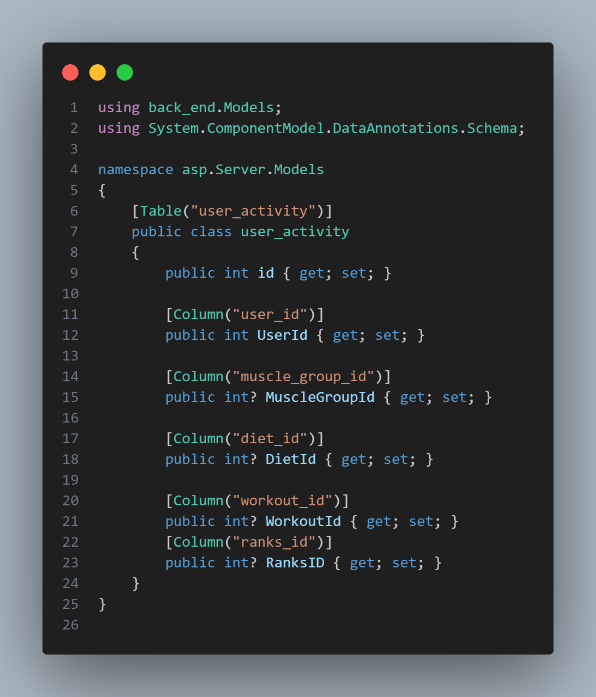 1 using back_end.Models;
2 using System.ComponentModel.DataAnnotations.Schema;
3
4 namespace asp.Server.Models
5 {
6     [Table("user_activity")]
7     public class user_activity
8     {
9         public int id { get; set; }
10
11         [Column("user_id")]
12         public int UserId { get; set; }
13
14         [Column("muscle_group_id")]
15         public int? MuscleGroupId { get; set; }
16
17         [Column("diet_id")]
18         public int? DietId { get; set; }
19
20         [Column("workout_id")]
21         public int? WorkoutId { get; set; }
22         [Column("ranks_id")]
23         public int? RanksID { get; set; }
24     }
25 }
26